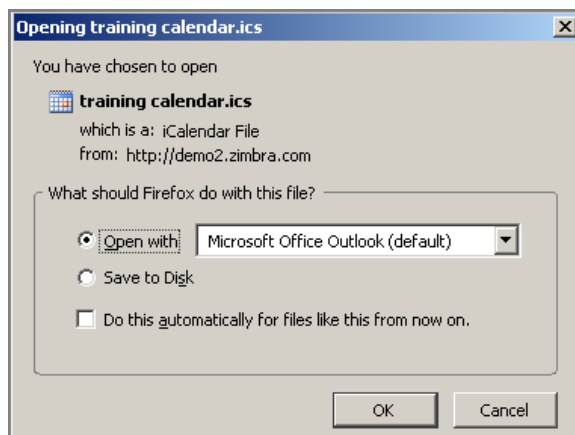 Opening training calendar.ics
You have chosen to open
training calendar.ics
which is a: iCalendar File
from: http://demo2.zimbra.com
What should Firefox do with this file?
Open with Microsoft Office Outlook (default)
Save to Disk
Do this automatically for files like this from now on.
OK Cancel